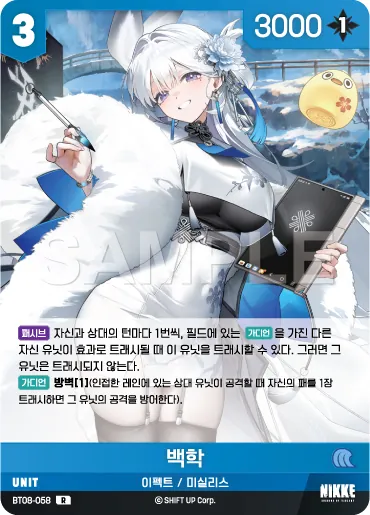 3
3000
1
SAMPLE
패시브 자신과 상대의 턴마다 1번씩, 필드에 있는 가디언 을 가진 다른
자신 유닛이 효과로 트래시될 때 이 유닛을 트래시할 수 있다. 그러면 그
유닛은 트래시되지 않는다.
가디언 방벽[1](인접한 레인에 있는 상대 유닛이 공격할 때 자신의 패를 1장
트래시하면 그 유닛의 공격을 방어한다).
백학
UNIT
이펙트 / 미실리스
BT08-058 R
© SHIFT UP Corp.
NIKKE